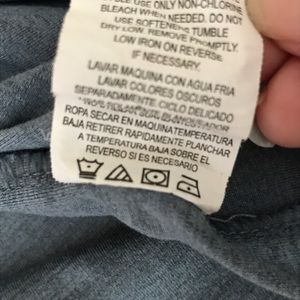 BLE USE ONLY NON-CHLORINE
BLEACH WHEN NEEDED. DO NOT
USE SOFTENERS TUMBLE
DRY LOW. REMOVE PROMPTLY.
LOW IRON ON REVERSE
IF NECESSARY.
LAVAR MAQUINA CON AGUA FRIA
LAVAR COLORES OSCUROS
SEPARADAMENTE. CICLO DELICADO
ROPA SECAR EN MAQUINATEMPERATURA
BAJA RETIRER RAPIDAMENTE PLANCHAR
A TEMPERATURA BAJA SOBRE EL
REVERSO SI ES NECESARIO